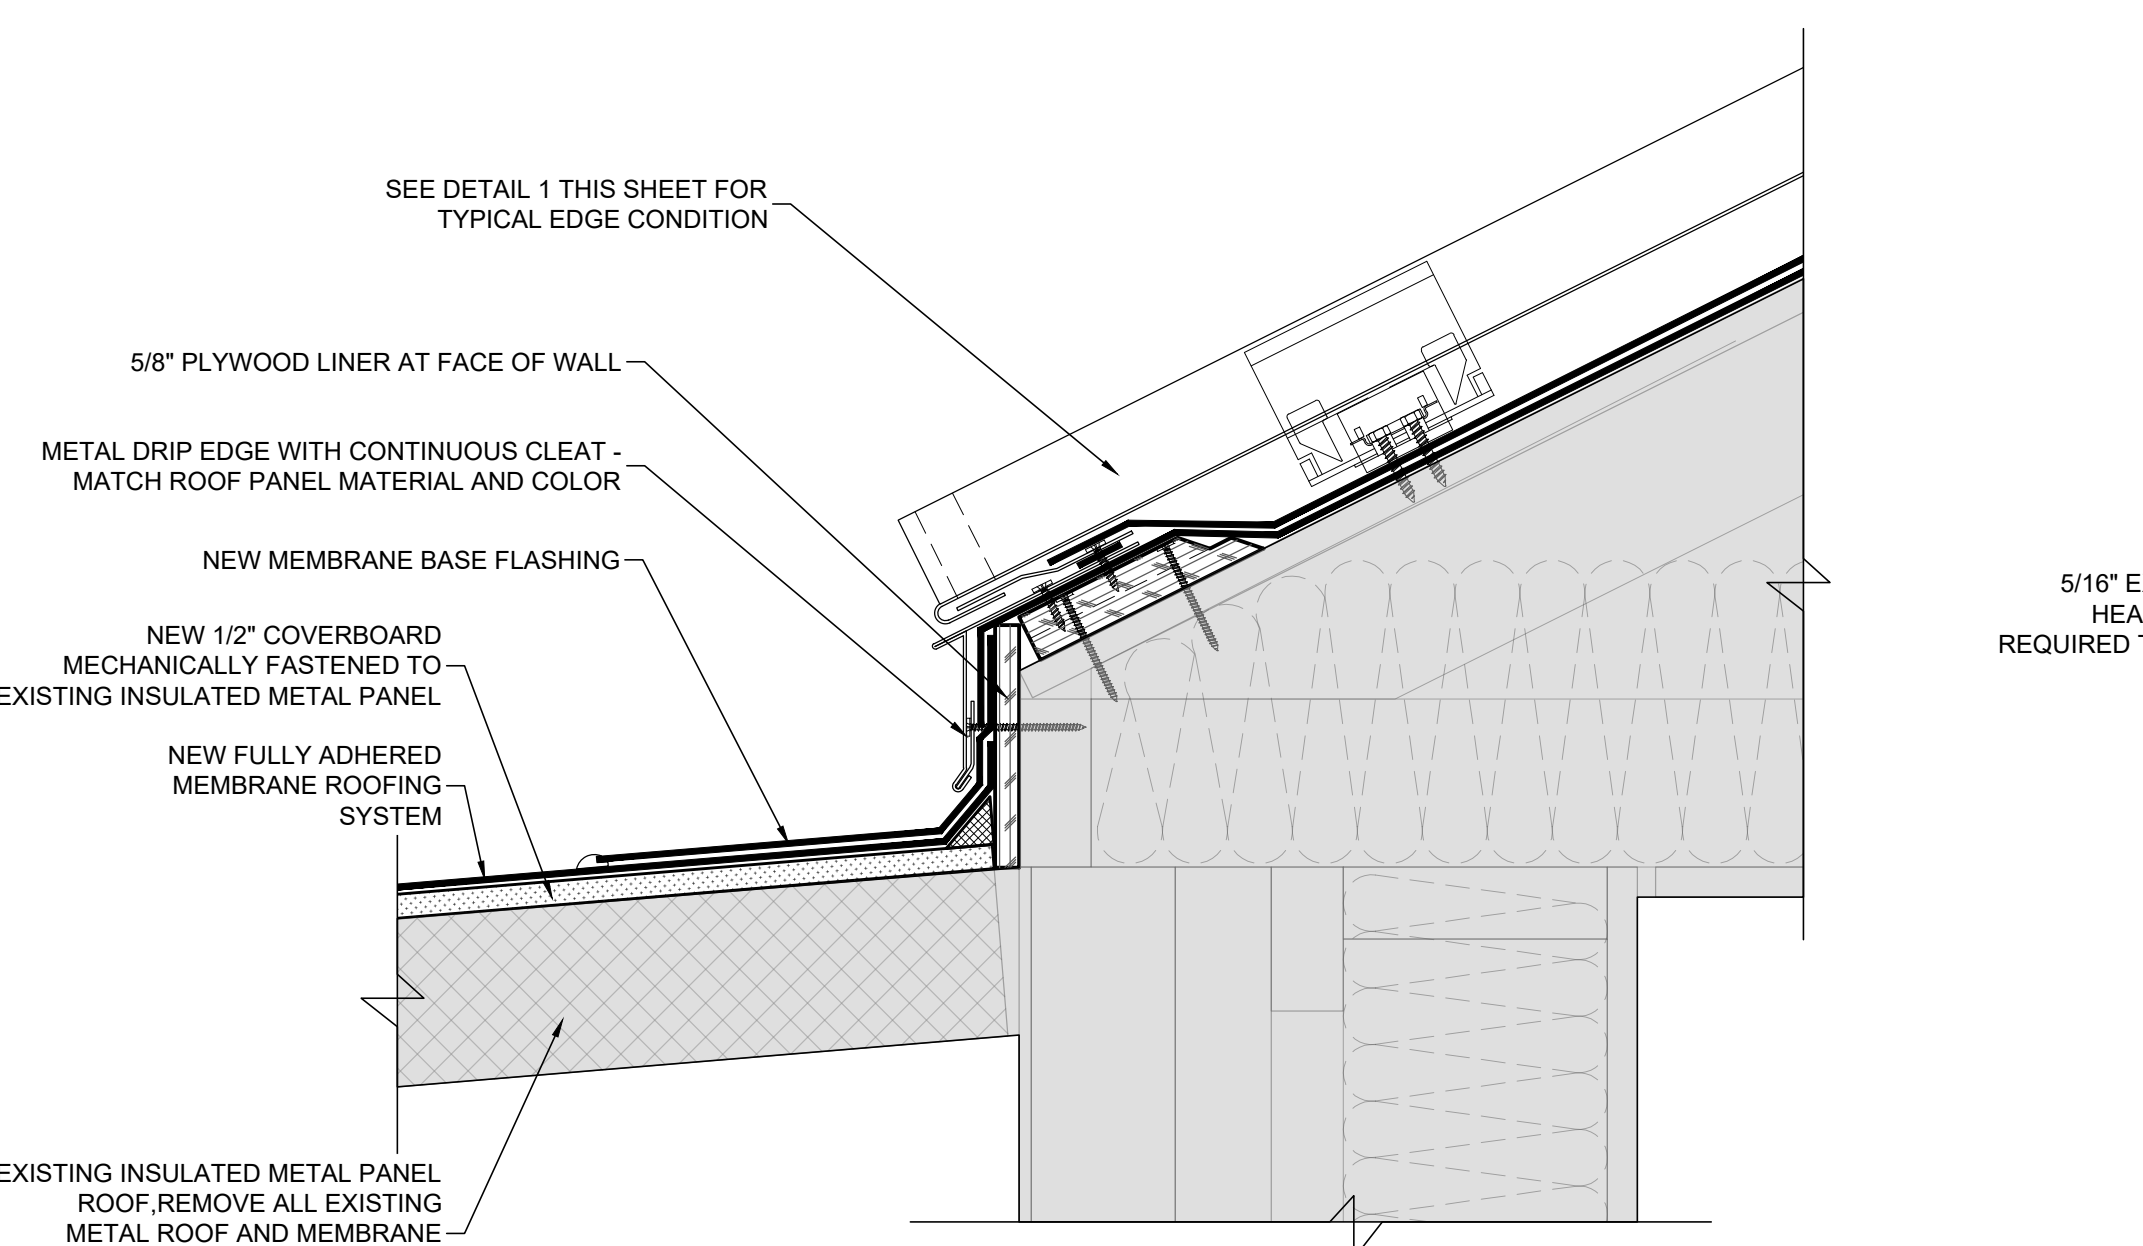 SEE DETAIL 1 THIS SHEET FOR
TYPICAL EDGE CONDITION
5/8" PLYWOOD LINER AT FACE OF WALL
METAL DRIP EDGE WITH CONTINUOUS CLEAT -
MATCH ROOF PANEL MATERIAL AND COLOR
NEW MEMBRANE BASE FLASHING
NEW 1/2" COVERBOARD
MECHANICALLY FASTENED TO
EXISTING INSULATED METAL PANEL
NEW FULLY ADHERED
MEMBRANE ROOFING
SYSTEM
EXISTING INSULATED METAL PANEL
ROOF,REMOVE ALL EXISTING
METAL ROOF AND MEMBRANE
5/16"
REQUIRED